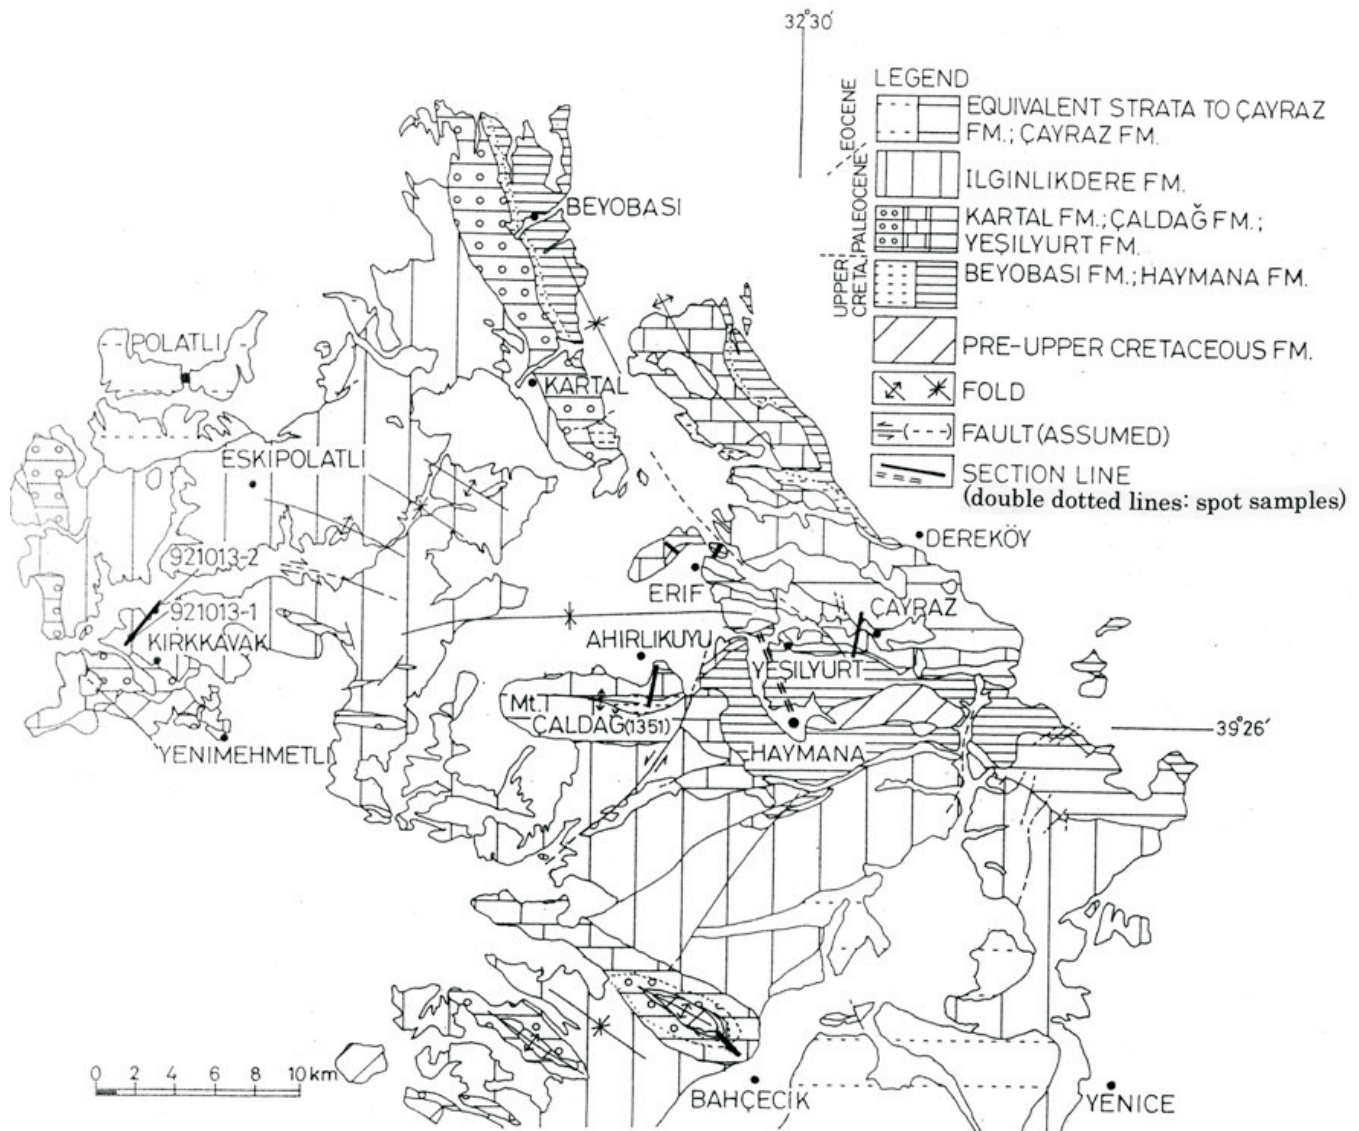 32°30′
LEGEND
EOCENE
EQUIVALENT STRATA TO ÇAYRAZ
FM.; ÇAYRAZ FM.
PALEOCENE
ILGINLIKDERE FM.
KARTAL FM.; ÇALDAĞ FM.;
YEŞILYURT FM.
UPPER
CRETA.
BEYOBASI FM.; HAYMANA FM.
PRE-UPPER CRETACEOUS FM.
FOLD
FAULT (ASSUMED)
SECTION LINE
(double dotted lines: spot samples)
BEYOBASI
POLATLI
KARTAL
ESKIPOLATLI
DEREKÖY
921013-2
ERIF
921013-1
ÇAYRAZ
KIRKKAVAK
AHIRLIKUYU
YEŞILYURT
Mt.
ÇALDAĞ(1351)
39°26′
YENIMEHMETLI
HAYMANA
0 2 4 6 8 10 km
BAHÇECIK
YENICE